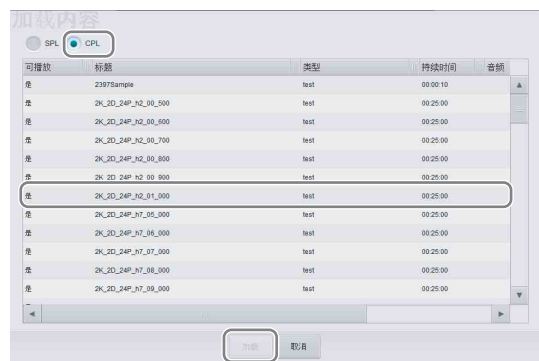 加载内容
SPL CPL
可播放 标题 类型 持续时间 音频
是 2397Sample test 00:00:10
是 2K_2D_24P_h2_00_500 test 00:25:00
是 2K_2D_24P_h2_00_600 test 00:25:00
是 2K_2D_24P_h2_00_700 test 00:25:00
是 2K_2D_24P_h2_00_800 test 00:25:00
是 2K_2D_24P_h2_00_900 test 00:25:00
是 2K_2D_24P_h2_01_000 test 00:25:00
是 2K_2D_24P_h7_05_000 test 00:25:00
是 2K_2D_24P_h7_06_000 test 00:25:00
是 2K_2D_24P_h7_07_000 test 00:25:00
是 2K_2D_24P_h7_08_000 test 00:25:00
是 2K_2D_24P_h7_09_000 test 00:25:00
加载 取消